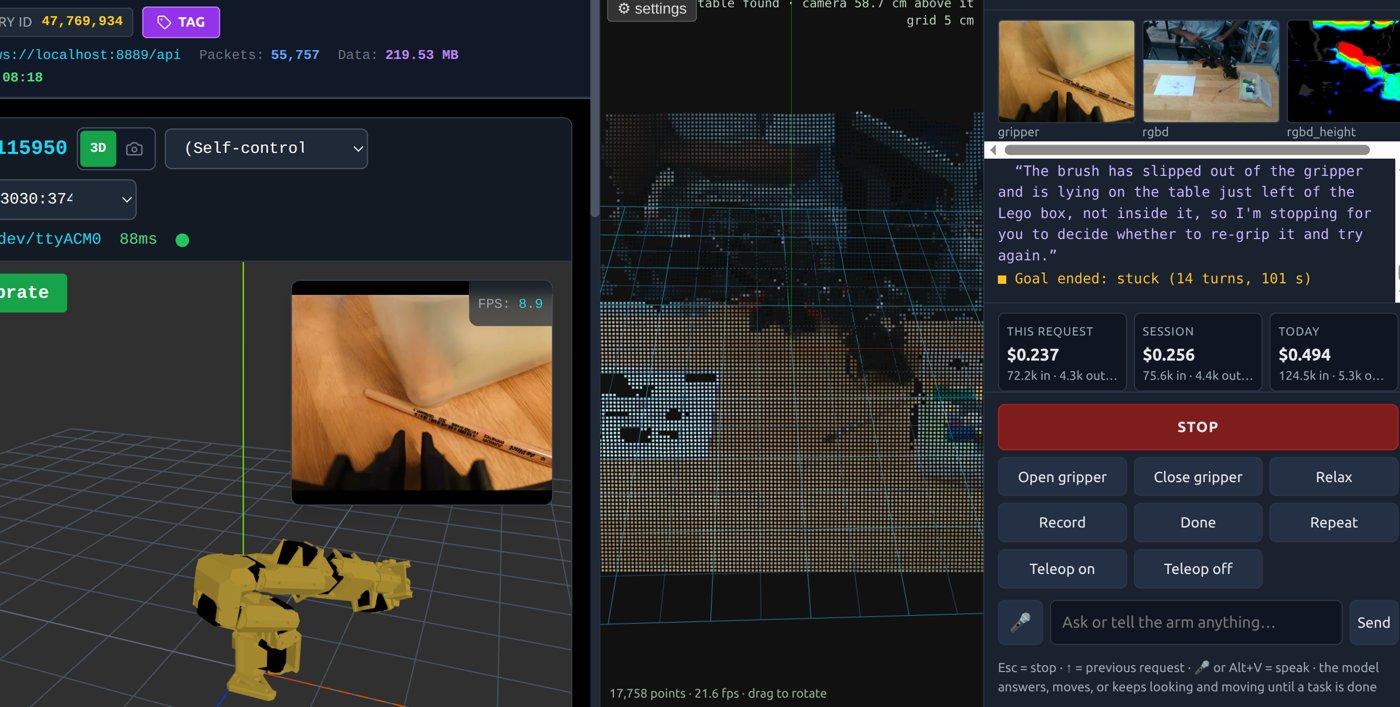 RY ID 47,769,934 TAG
ws://localhost:8889/api Packets: 55,757 Data: 219.53 MB
08:18
115950 3D (Self-control
3030:374
dev/ttyACM0 88ms
brate
FPS: 8.9
settings
table found · camera 58.7 cm above it
grid 5 cm
17,758 points · 21.6 fps · drag to rotate
gripper rgbd rgbd_height
“The brush has slipped out of the gripper
and is lying on the table just left of the
Lego box, not inside it, so I'm stopping for
you to decide whether to re-grip it and try
again.”
Goal ended: stuck (14 turns, 101 s)
THIS REQUEST SESSION TODAY
$0.237 $0.256 $0.494
72.2k in · 4.3k out… 75.6k in · 4.4k out… 124.5k in · 5.3k o…
STOP
Open gripper Close gripper Relax
Record Done Repeat
Teleop on Teleop off
Ask or tell the arm anything… Send
Esc = stop · ↑ = previous request · 🎤 or Alt+V = speak · the model
answers, moves, or keeps looking and moving until a task is done